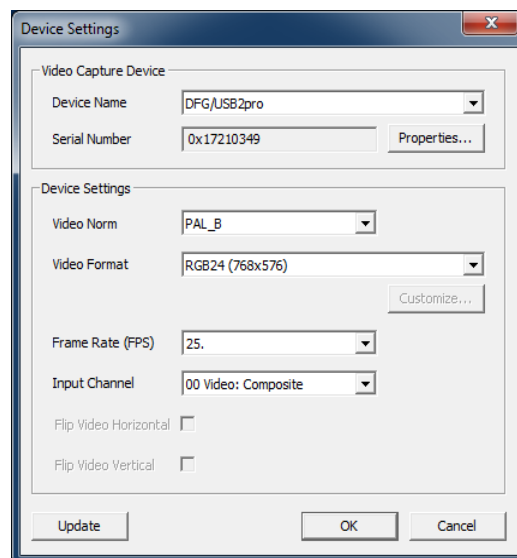 Device Settings
Video Capture Device
Device Name DFG/USB2pro
Serial Number 0x17210349 Properties...
Device Settings
Video Norm PAL_B
Video Format RGB24 (768x576)
Customize...
Frame Rate (FPS) 25.
Input Channel 00 Video: Composite
Flip Video Horizontal
Flip Video Vertical
Update OK Cancel